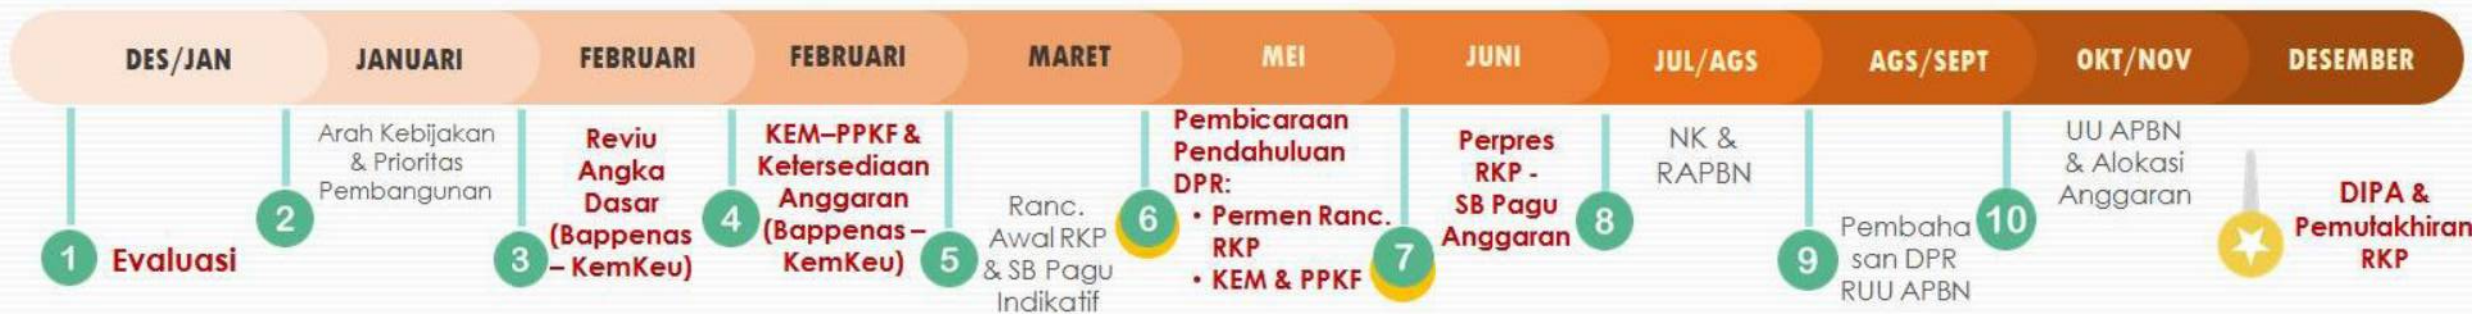 DES/JAN
JANUARI
FEBRUARI
FEBRUARI
MARET
MEI
JUNI
JUL/AGS
AGS/SEPT
OKT/NOV
DESEMBER
1
Evaluasi
2
Arah Kebijakan
& Prioritas
Pembangunan
3
Reviu
Angka
Dasar
(Bappenas
– KemKeu)
4
KEM–PPKF &
Ketersediaan
Anggaran
(Bappenas –
KemKeu)
5
Ranc.
Awal RKP
& SB Pagu
Indikatif
6
Pembicaraan
Pendahuluan
DPR:
• Permen Ranc.
RKP
• KEM & PPKF
7
Perpres
RKP -
SB Pagu
Anggaran
8
NK &
RAPBN
9
Pembaha
san DPR
RUU APBN
10
UU APBN
& Alokasi
Anggaran
DIPA &
Pemutakhiran
RKP